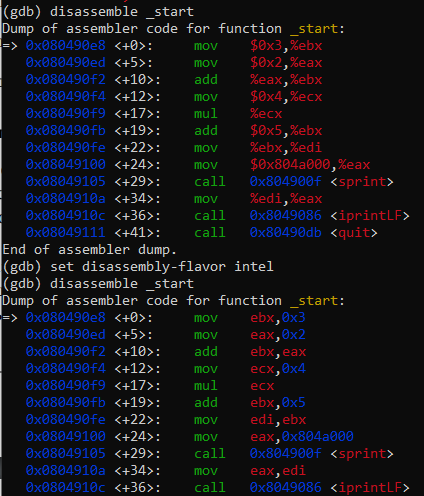 (gdb) disassemble _start
Dump of assembler code for function _start:
=> 0x080490e8 <+0>: mov $0x3,%ebx
0x080490ed <+5>: mov $0x2,%eax
0x080490f2 <+10>: add %eax,%ebx
0x080490f4 <+12>: mov $0x4,%ecx
0x080490f9 <+17>: mul %ecx
0x080490fb <+19>: add $0x5,%ebx
0x080490fe <+22>: mov %ebx,%edi
0x08049100 <+24>: mov $0x804a000,%eax
0x08049105 <+29>: call 0x804900f <sprint>
0x0804910a <+34>: mov %edi,%eax
0x0804910c <+36>: call 0x8049086 <iprintLF>
0x08049111 <+41>: call 0x80490db <quit>
End of assembler dump.
(gdb) set disassembly-flavor intel
(gdb) disassemble _start
Dump of assembler code for function _start:
=> 0x080490e8 <+0>: mov ebx,0x3
0x080490ed <+5>: mov eax,0x2
0x080490f2 <+10>: add ebx,eax
0x080490f4 <+12>: mov ecx,0x4
0x080490f9 <+17>: mul ecx
0x080490fb <+19>: add ebx,0x5
0x080490fe <+22>: mov edi,ebx
0x08049100 <+24>: mov eax,0x804a000
0x08049105 <+29>: call 0x804900f <sprint>
0x0804910a <+34>: mov eax,edi
0x0804910c <+36>: call 0x8049086 <iprintLF>